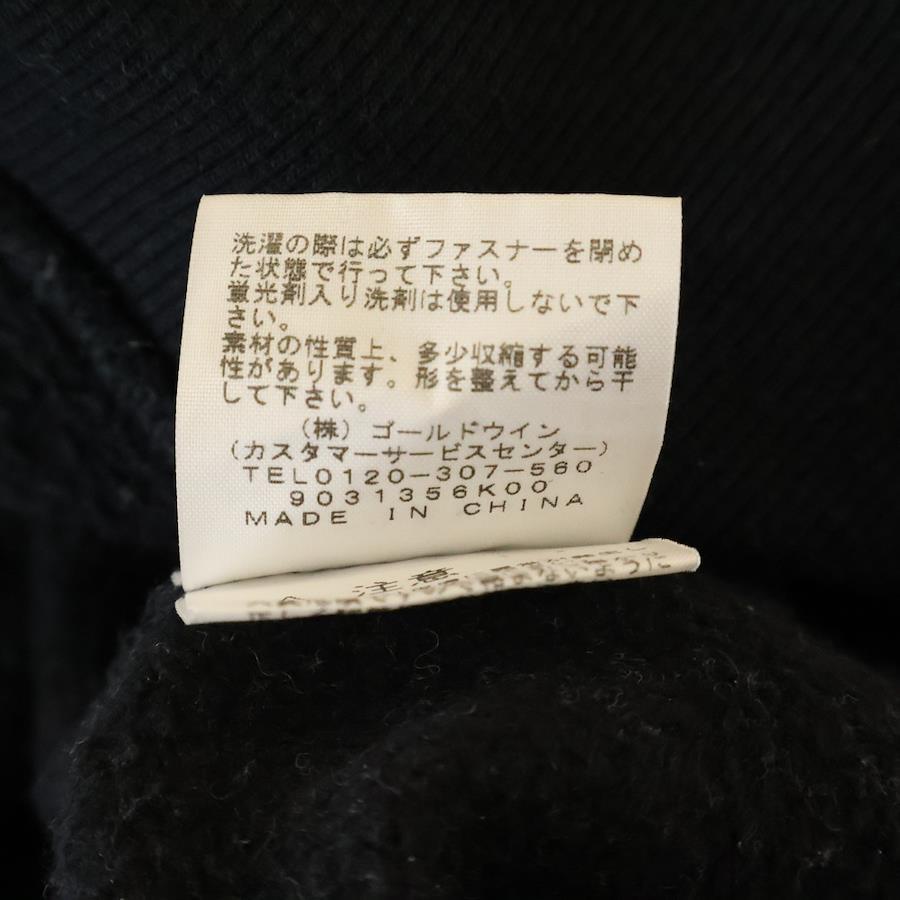 洗濯の際は必ずファスナーを閉め
た状態で行って下さい。
蛍光剤入り洗剤は使用しないで下
さい。
素材の性質上、多少収縮する可能
性があります。形を整えてから干
して下さい。
（株）ゴールドウイン
（カスタマーサービスセンター）
TEL0120-307-560
9031356K00
MADE IN CHINA
注意